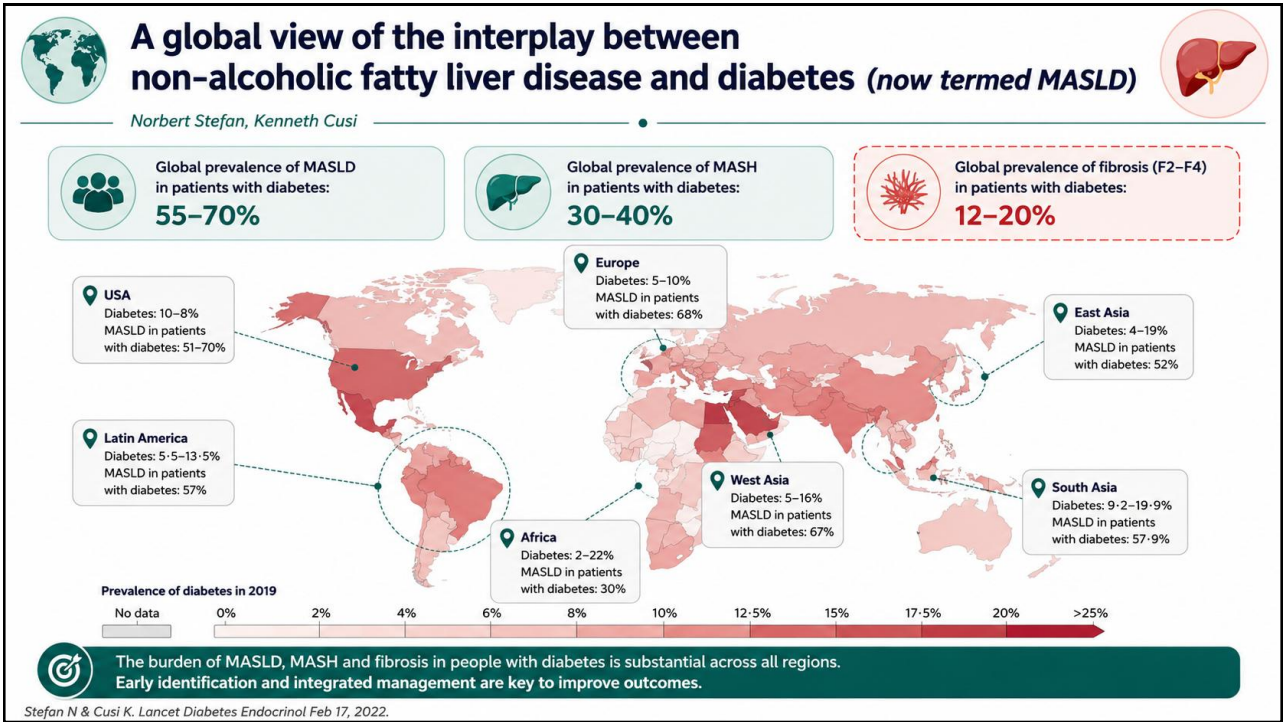 A global view of the interplay between
non-alcoholic fatty liver disease and diabetes (now termed MASLD)
Norbert Stefan, Kenneth Cusi
Global prevalence of MASLD
in patients with diabetes:
55–70%
Global prevalence of MASH
in patients with diabetes:
30–40%
Global prevalence of fibrosis (F2–F4)
in patients with diabetes:
12–20%
Europe
Diabetes: 5–10%
MASLD in patients
with diabetes: 68%
USA
Diabetes: 10–8%
MASLD in patients
with diabetes: 51–70%
East Asia
Diabetes: 4–19%
MASLD in patients
with diabetes: 52%
Latin America
Diabetes: 5·5–13·5%
MASLD in patients
with diabetes: 57%
West Asia
Diabetes: 5–16%
MASLD in patients
with diabetes: 67%
South Asia
Diabetes: 9·2–19·9%
MASLD in patients
with diabetes: 57·9%
Africa
Diabetes: 2–22%
MASLD in patients
with diabetes: 30%
Prevalence of diabetes in 2019
No data 0% 2% 4% 6% 8% 10% 12·5% 15% 17·5% 20% >25%
The burden of MASLD, MASH and fibrosis in people with diabetes is substantial across all regions.
Early identification and integrated management are key to improve outcomes.
Stefan N & Cusi K. Lancet Diabetes Endocrinol Feb 17, 2022.